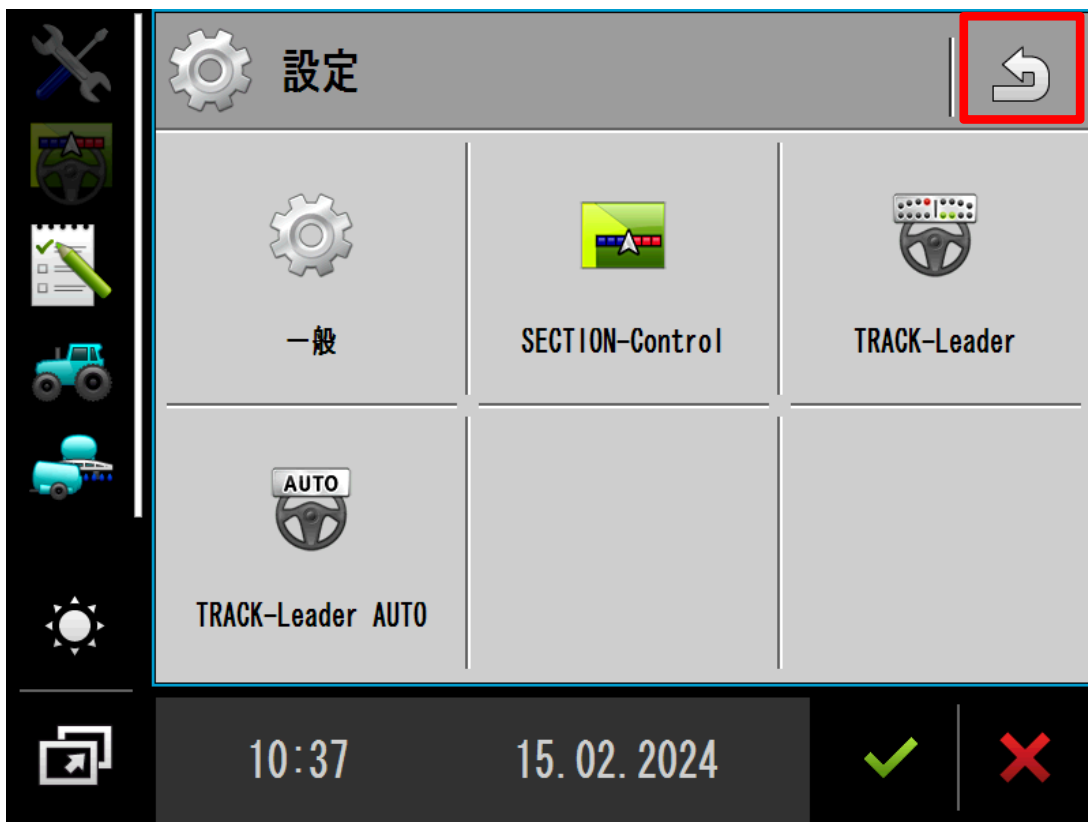 設定
一般
SECTION-Control
TRACK-Leader
AUTO
TRACK-Leader AUTO
10:37
15.02.2024